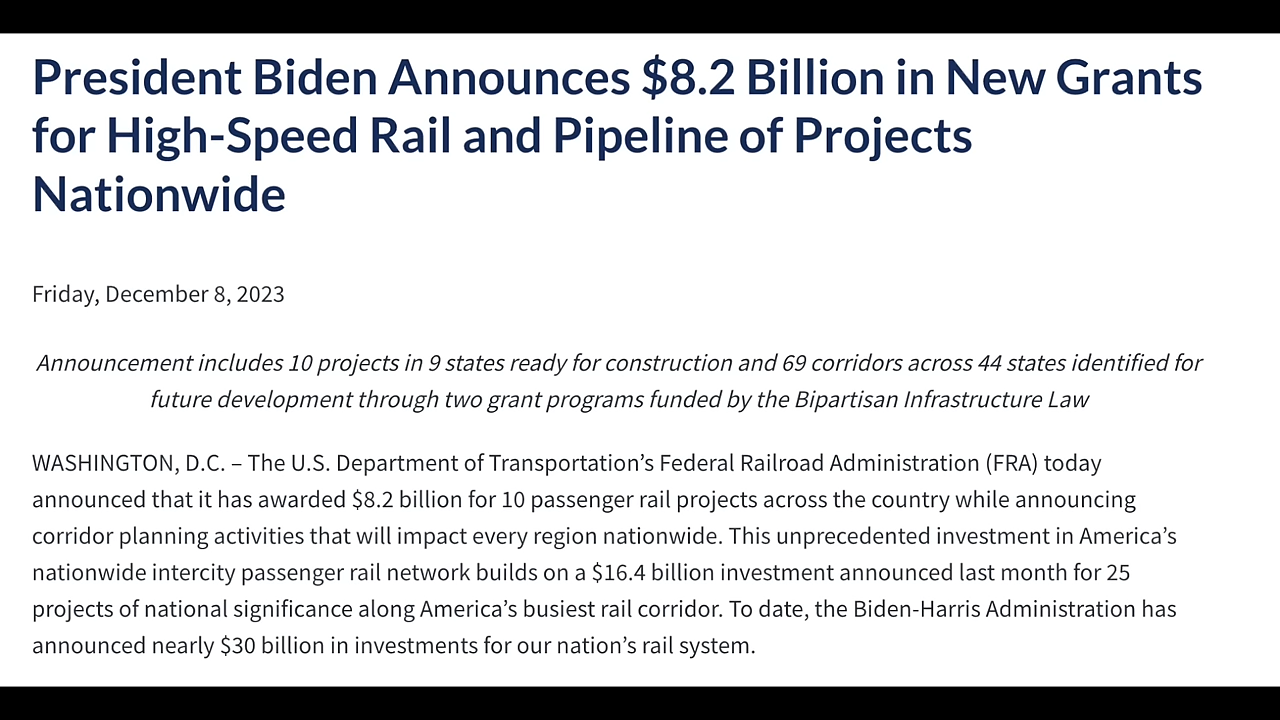 President Biden Announces $8.2 Billion in New Grants
for High-Speed Rail and Pipeline of Projects
Nationwide
Friday, December 8, 2023
Announcement includes 10 projects in 9 states ready for construction and 69 corridors across 44 states identified for
future development through two grant programs funded by the Bipartisan Infrastructure Law
WASHINGTON, D.C. – The U.S. Department of Transportation’s Federal Railroad Administration (FRA) today
announced that it has awarded $8.2 billion for 10 passenger rail projects across the country while announcing
corridor planning activities that will impact every region nationwide. This unprecedented investment in America’s
nationwide intercity passenger rail network builds on a $16.4 billion investment announced last month for 25
projects of national significance along America’s busiest rail corridor. To date, the Biden-Harris Administration has
announced nearly $30 billion in investments for our nation’s rail system.